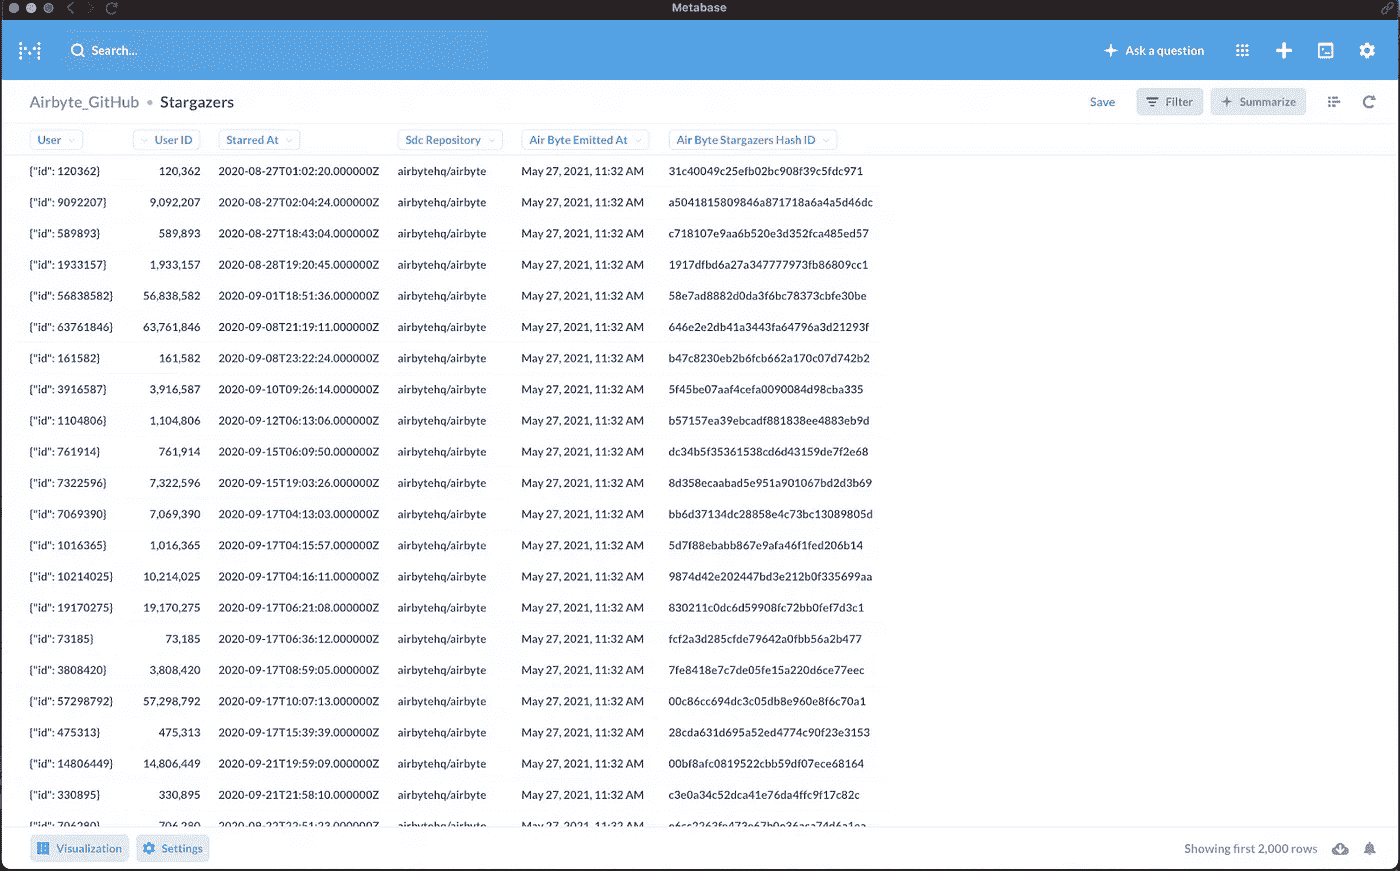 Metabase
Search...
Ask a question
Airbyte_GitHub • Stargazers
Save Filter Summarize
User User ID Starred At Sdc Repository Air Byte Emitted At Air Byte Stargazers Hash ID
{"id": 120362} 120,362 2020-08-27T01:02:20.000000Z airbytehq/airbyte May 27, 2021, 11:32 AM 31c40049c25efb02bc908f39c5fdc971
{"id": 9092207} 9,092,207 2020-08-27T02:04:24.000000Z airbytehq/airbyte May 27, 2021, 11:32 AM a5041815809846a871718a6a4a5d46dc
{"id": 589893} 589,893 2020-08-27T18:43:04.000000Z airbytehq/airbyte May 27, 2021, 11:32 AM c718107e9aa6b520e3d352fca485ed57
{"id": 1933157} 1,933,157 2020-08-28T19:20:45.000000Z airbytehq/airbyte May 27, 2021, 11:32 AM 1917dfbd6a27a347777973fb86809cc1
{"id": 56838582} 56,838,582 2020-09-01T18:51:36.000000Z airbytehq/airbyte May 27, 2021, 11:32 AM 58e7ad8882d0da3f6bc78373cbfe30be
{"id": 63761846} 63,761,846 2020-09-08T21:19:11.000000Z airbytehq/airbyte May 27, 2021, 11:32 AM 646e2e2db41a3443fa64796a3d21293f
{"id": 161582} 161,582 2020-09-08T23:22:24.000000Z airbytehq/airbyte May 27, 2021, 11:32 AM b47c8230eb2b6fcb662a170c07d742b2
{"id": 3916587} 3,916,587 2020-09-10T09:26:14.000000Z airbytehq/airbyte May 27, 2021, 11:32 AM 5f45be07aaf4cefa0090084d98cba335
{"id": 1104806} 1,104,806 2020-09-12T06:13:06.000000Z airbytehq/airbyte May 27, 2021, 11:32 AM b57157ea39ebcadf881838ee4883eb9d
{"id": 761914} 761,914 2020-09-15T06:09:50.000000Z airbytehq/airbyte May 27, 2021, 11:32 AM dc34b5f35361538cd6d43159de7f2e68
{"id": 7322596} 7,322,596 2020-09-15T19:03:26.000000Z airbytehq/airbyte May 27, 2021, 11:32 AM 8d358ecaabad5e951a901067bd2d3b69
{"id": 7069390} 7,069,390 2020-09-17T04:13:03.000000Z airbytehq/airbyte May 27, 2021, 11:32 AM bb6d37134dc28858e4c73bc13089805d
{"id": 1016365} 1,016,365 2020-09-17T04:15:57.000000Z airbytehq/airbyte May 27, 2021, 11:32 AM 5d7f88ebabb867e9afa46f1fed206b14
{"id": 10214025} 10,214,025 2020-09-17T04:16:11.000000Z airbytehq/airbyte May 27, 2021, 11:32 AM 9874d42e202447bd3e212b0f335699aa
{"id": 19170275} 19,170,275 2020-09-17T06:21:08.000000Z airbytehq/airbyte May 27, 2021, 11:32 AM 830211c0dc6d59908fc72bb0fef7d3c1
{"id": 73185} 73,185 2020-09-17T06:36:12.000000Z airbytehq/airbyte May 27, 2021, 11:32 AM fcf2a3d285cfde79642a0fbb56a2b477
{"id": 3808420} 3,808,420 2020-09-17T08:59:05.000000Z airbytehq/airbyte May 27, 2021, 11:32 AM 7fe8418e7c7de05fe15a220d6ce77eec
{"id": 57298792} 57,298,792 2020-09-17T10:07:13.000000Z airbytehq/airbyte May 27, 2021, 11:32 AM 00c86cc694dc3c05db8e960e8f6c70a1
{"id": 475313} 475,313 2020-09-17T15:39:39.000000Z airbytehq/airbyte May 27, 2021, 11:32 AM 28cda631d695a52ed4774c90f23e3153
{"id": 14806449} 14,806,449 2020-09-21T19:59:09.000000Z airbytehq/airbyte May 27, 2021, 11:32 AM 00bf8afc0819522cbb59df07ece68164
{"id": 330895} 330,895 2020-09-21T21:58:10.000000Z airbytehq/airbyte May 27, 2021, 11:32 AM c3e0a34c52dca41e76da4ffc9f17c82c
{"id": 706280} 706,280 2020-09-22T22:51:23.000000Z airbytehq/airbyte May 27, 2021, 11:32 AM
Visualization Settings Showing first 2,000 rows